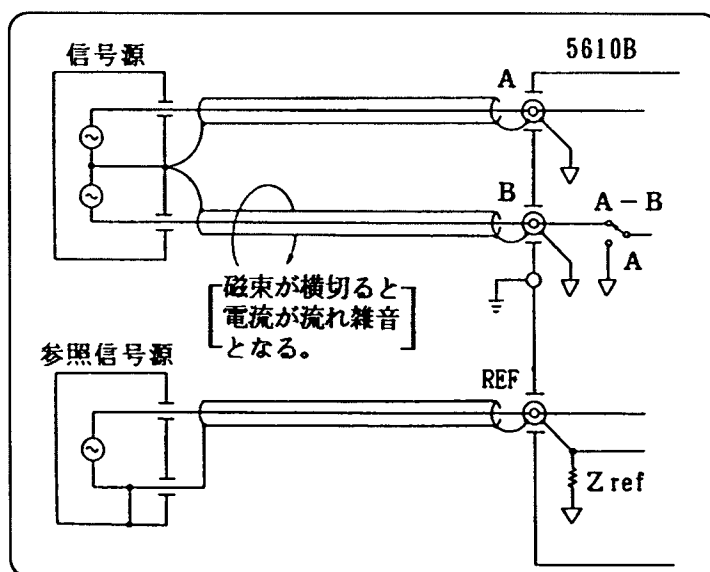 信号源
5610B
A
B
A－B
A
磁束が横切ると
電流が流れ雑音
となる。
参照信号源
REF
Zref